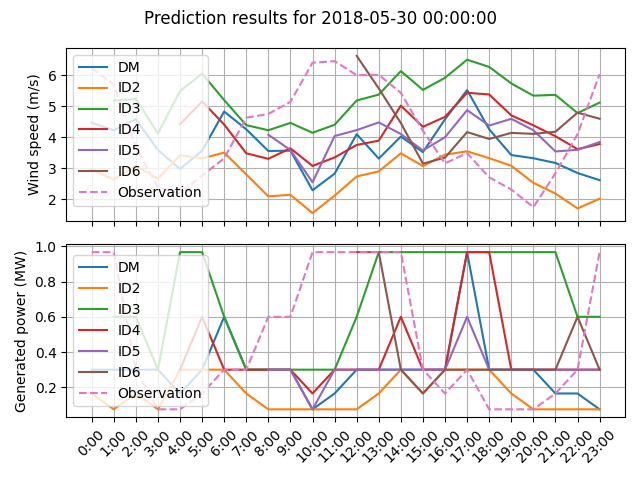 Prediction results for 2018-05-30 00:00:00
Wind speed (m/s)
6
5
4
3
2
DM
ID2
ID3
ID4
ID5
ID6
Observation
Generated power (MW)
1.0
0.8
0.6
0.4
0.2
DM
ID2
ID3
ID4
ID5
ID6
Observation
0:00 1:00 2:00 3:00 4:00 5:00 6:00 7:00 8:00 9:00 10:00 11:00 12:00 13:00 14:00 15:00 16:00 17:00 18:00 19:00 20:00 21:00 22:00 23:00